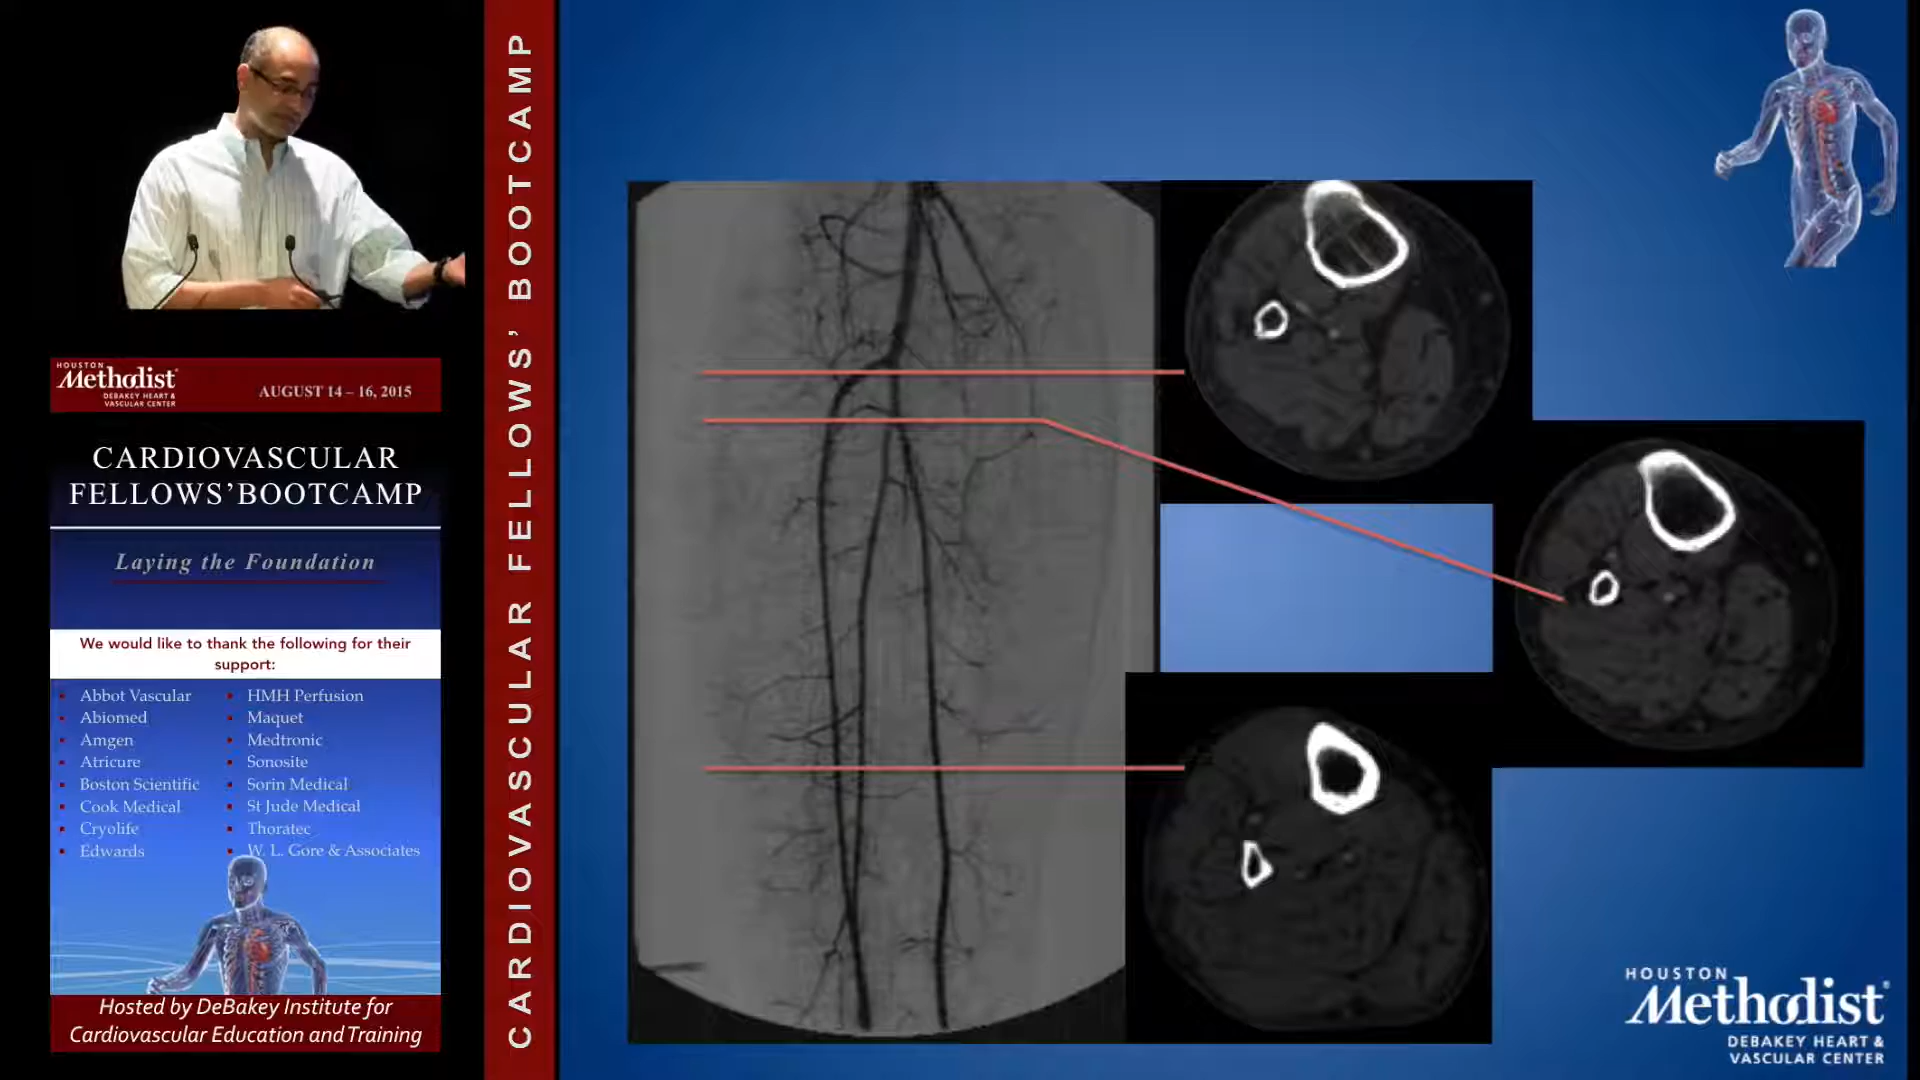 HOUSTON
Methodist
DEBAKEY HEART &
VASCULAR CENTER
AUGUST 14 – 16, 2015
CARDIOVASCULAR
FELLOWS'BOOTCAMP
Laying the Foundation
We would like to thank the following for their
support:
Abbot Vascular
Abiomed
Amgen
Atricure
Boston Scientific
Cook Medical
Cryolife
Edwards
HMH Perfusion
Maquet
Medtronic
Sonosite
Sorin Medical
St Jude Medical
Thoratec
W. L. Gore & Associates
Hosted by DeBakey Institute for
Cardiovascular Education and Training
CARDIOVASCULAR FELLOWS' BOOTCAMP
HOUSTON
Methodist
DEBAKEY HEART &
VASCULAR CENTER